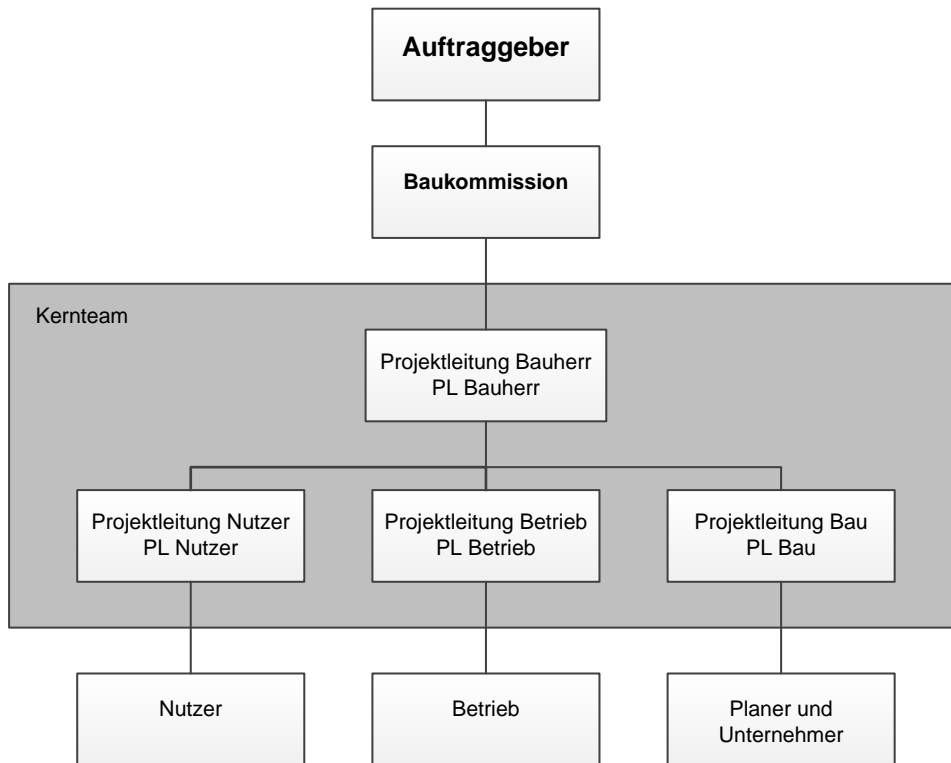 Auftraggeber
Baukommission
Kernteam
Projektleitung Bauherr
PL Bauherr
Projektleitung Nutzer
PL Nutzer
Projektleitung Betrieb
PL Betrieb
Projektleitung Bau
PL Bau
Nutzer
Betrieb
Planer und
Unternehmer